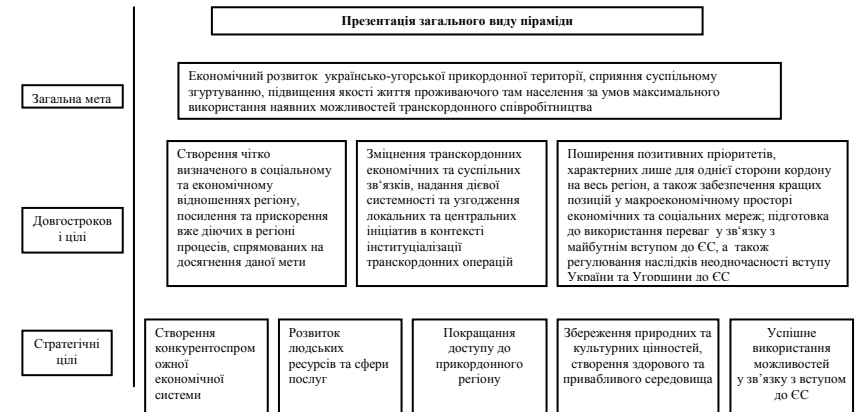 Презентація загального виду піраміди
Загальна мета
Економічний розвиток українсько-угорської прикордонної території, сприяння суспільному
згуртуванню, підвищення якості життя проживаючого там населення за умов максимального
використання наявних можливостей транскордонного співробітництва
Довгостроков
і цілі
Створення чітко
визначеного в соціальному
та економічному
відношеннях регіону,
посилення та прискорення
вже діючих в регіоні
процесів, спрямованих на
досягнення даної мети
Зміцнення транскордонних
економічних та суспільних
зв‘язків, надання дієвої
системності та узгодження
локальних та центральних
ініціатив в контексті
інституціалізації
транскордонних операцій
Поширення позитивних пріоритетів,
характерних лише для однієї сторони кордону
на весь регіон, а також забезпечення кращих
позицій у макроекономічному просторі
економічних та соціальних мереж; підготовка
до використання переваг у зв‘язку з
майбутнім вступом до ЄС, а також
регулювання наслідків неодночасності вступу
України та Угорщини до ЄС
Стратегічні
цілі
Створення
конкурентоспром
ожної
економічної
системи
Розвиток
людських
ресурсів та сфери
послуг
Покращання
доступу до
прикордонного
регіону
Збереження природних та
культурних цінностей,
створення здорового та
привабливого середовища
Успішне
використання
можливостей
у зв‘язку з вступом
до ЄС